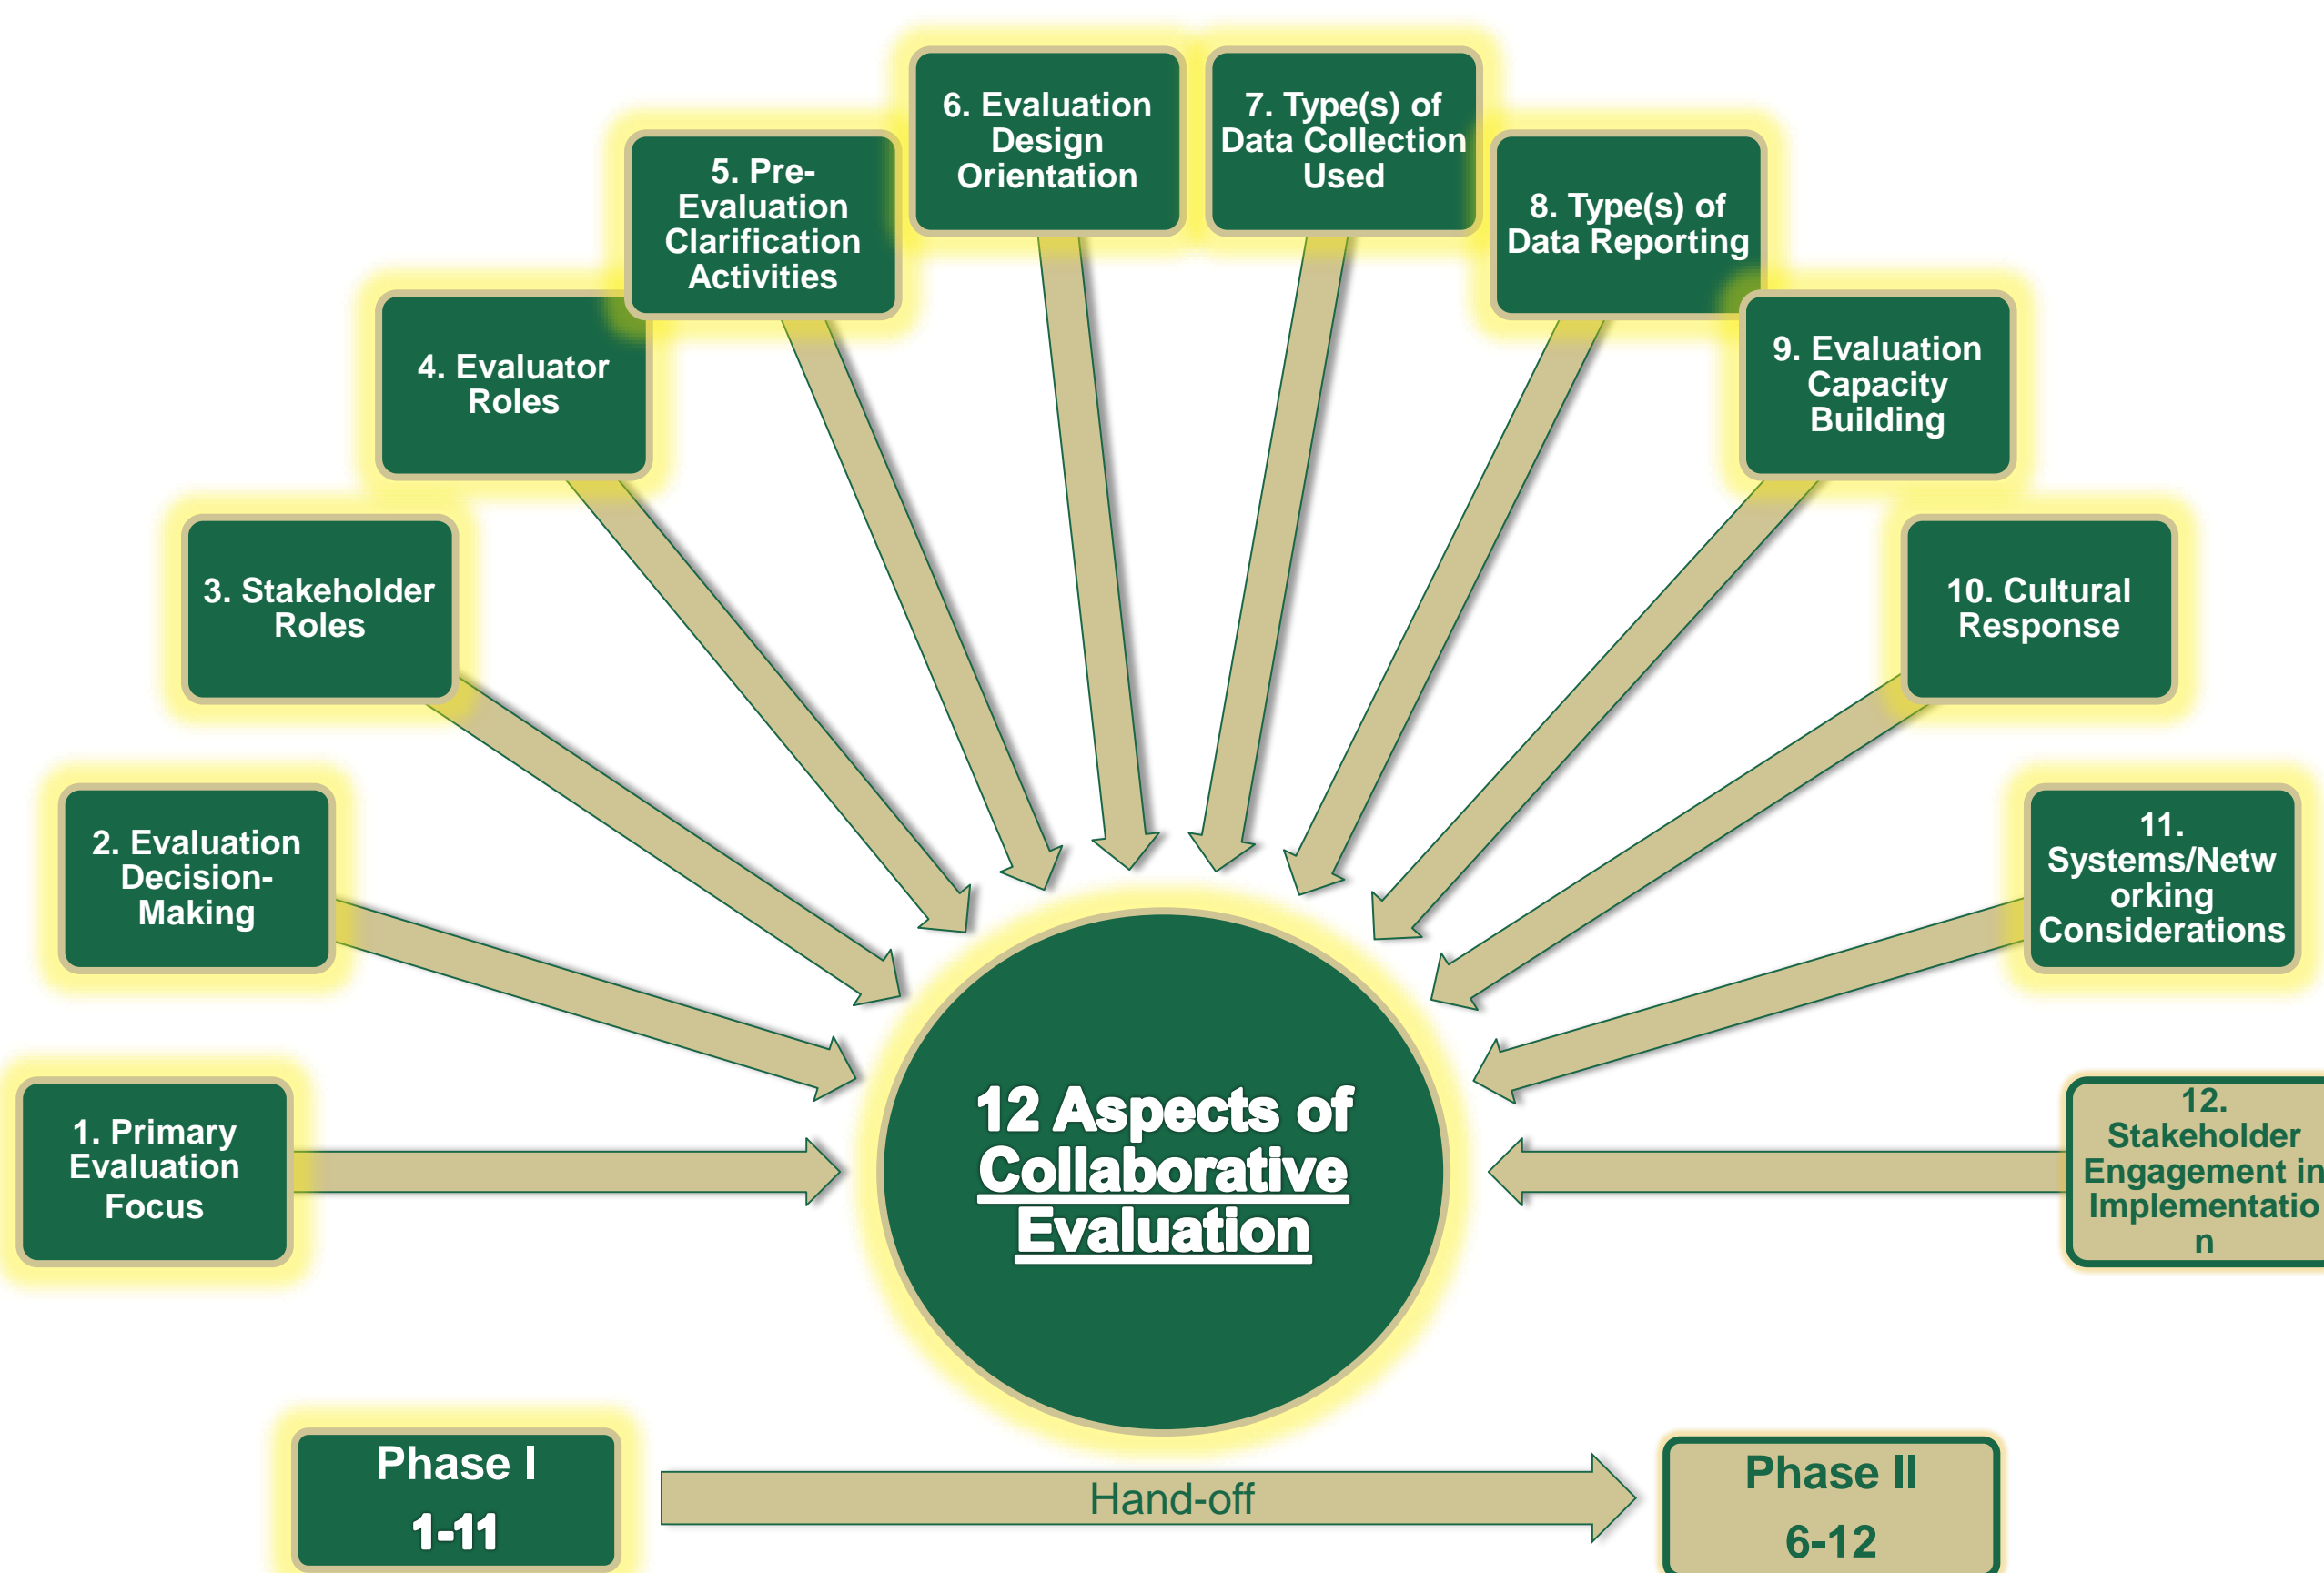 6. Evaluation
Design
Orientation
7. Type(s) of
Data Collection
Used
5. Pre-
Evaluation
Clarification
Activities
8. Type(s) of
Data Reporting
4. Evaluator
Roles
9. Evaluation
Capacity
Building
3. Stakeholder
Roles
10. Cultural
Response
2. Evaluation
Decision-
Making
11.
Systems/Netw
orking
Considerations
1. Primary
Evaluation
Focus
12 Aspects of
Collaborative
Evaluation
12.
Stakeholder
Engagement in
Implementatio
n
Phase I
1-11
Hand-off
Phase II
6-12